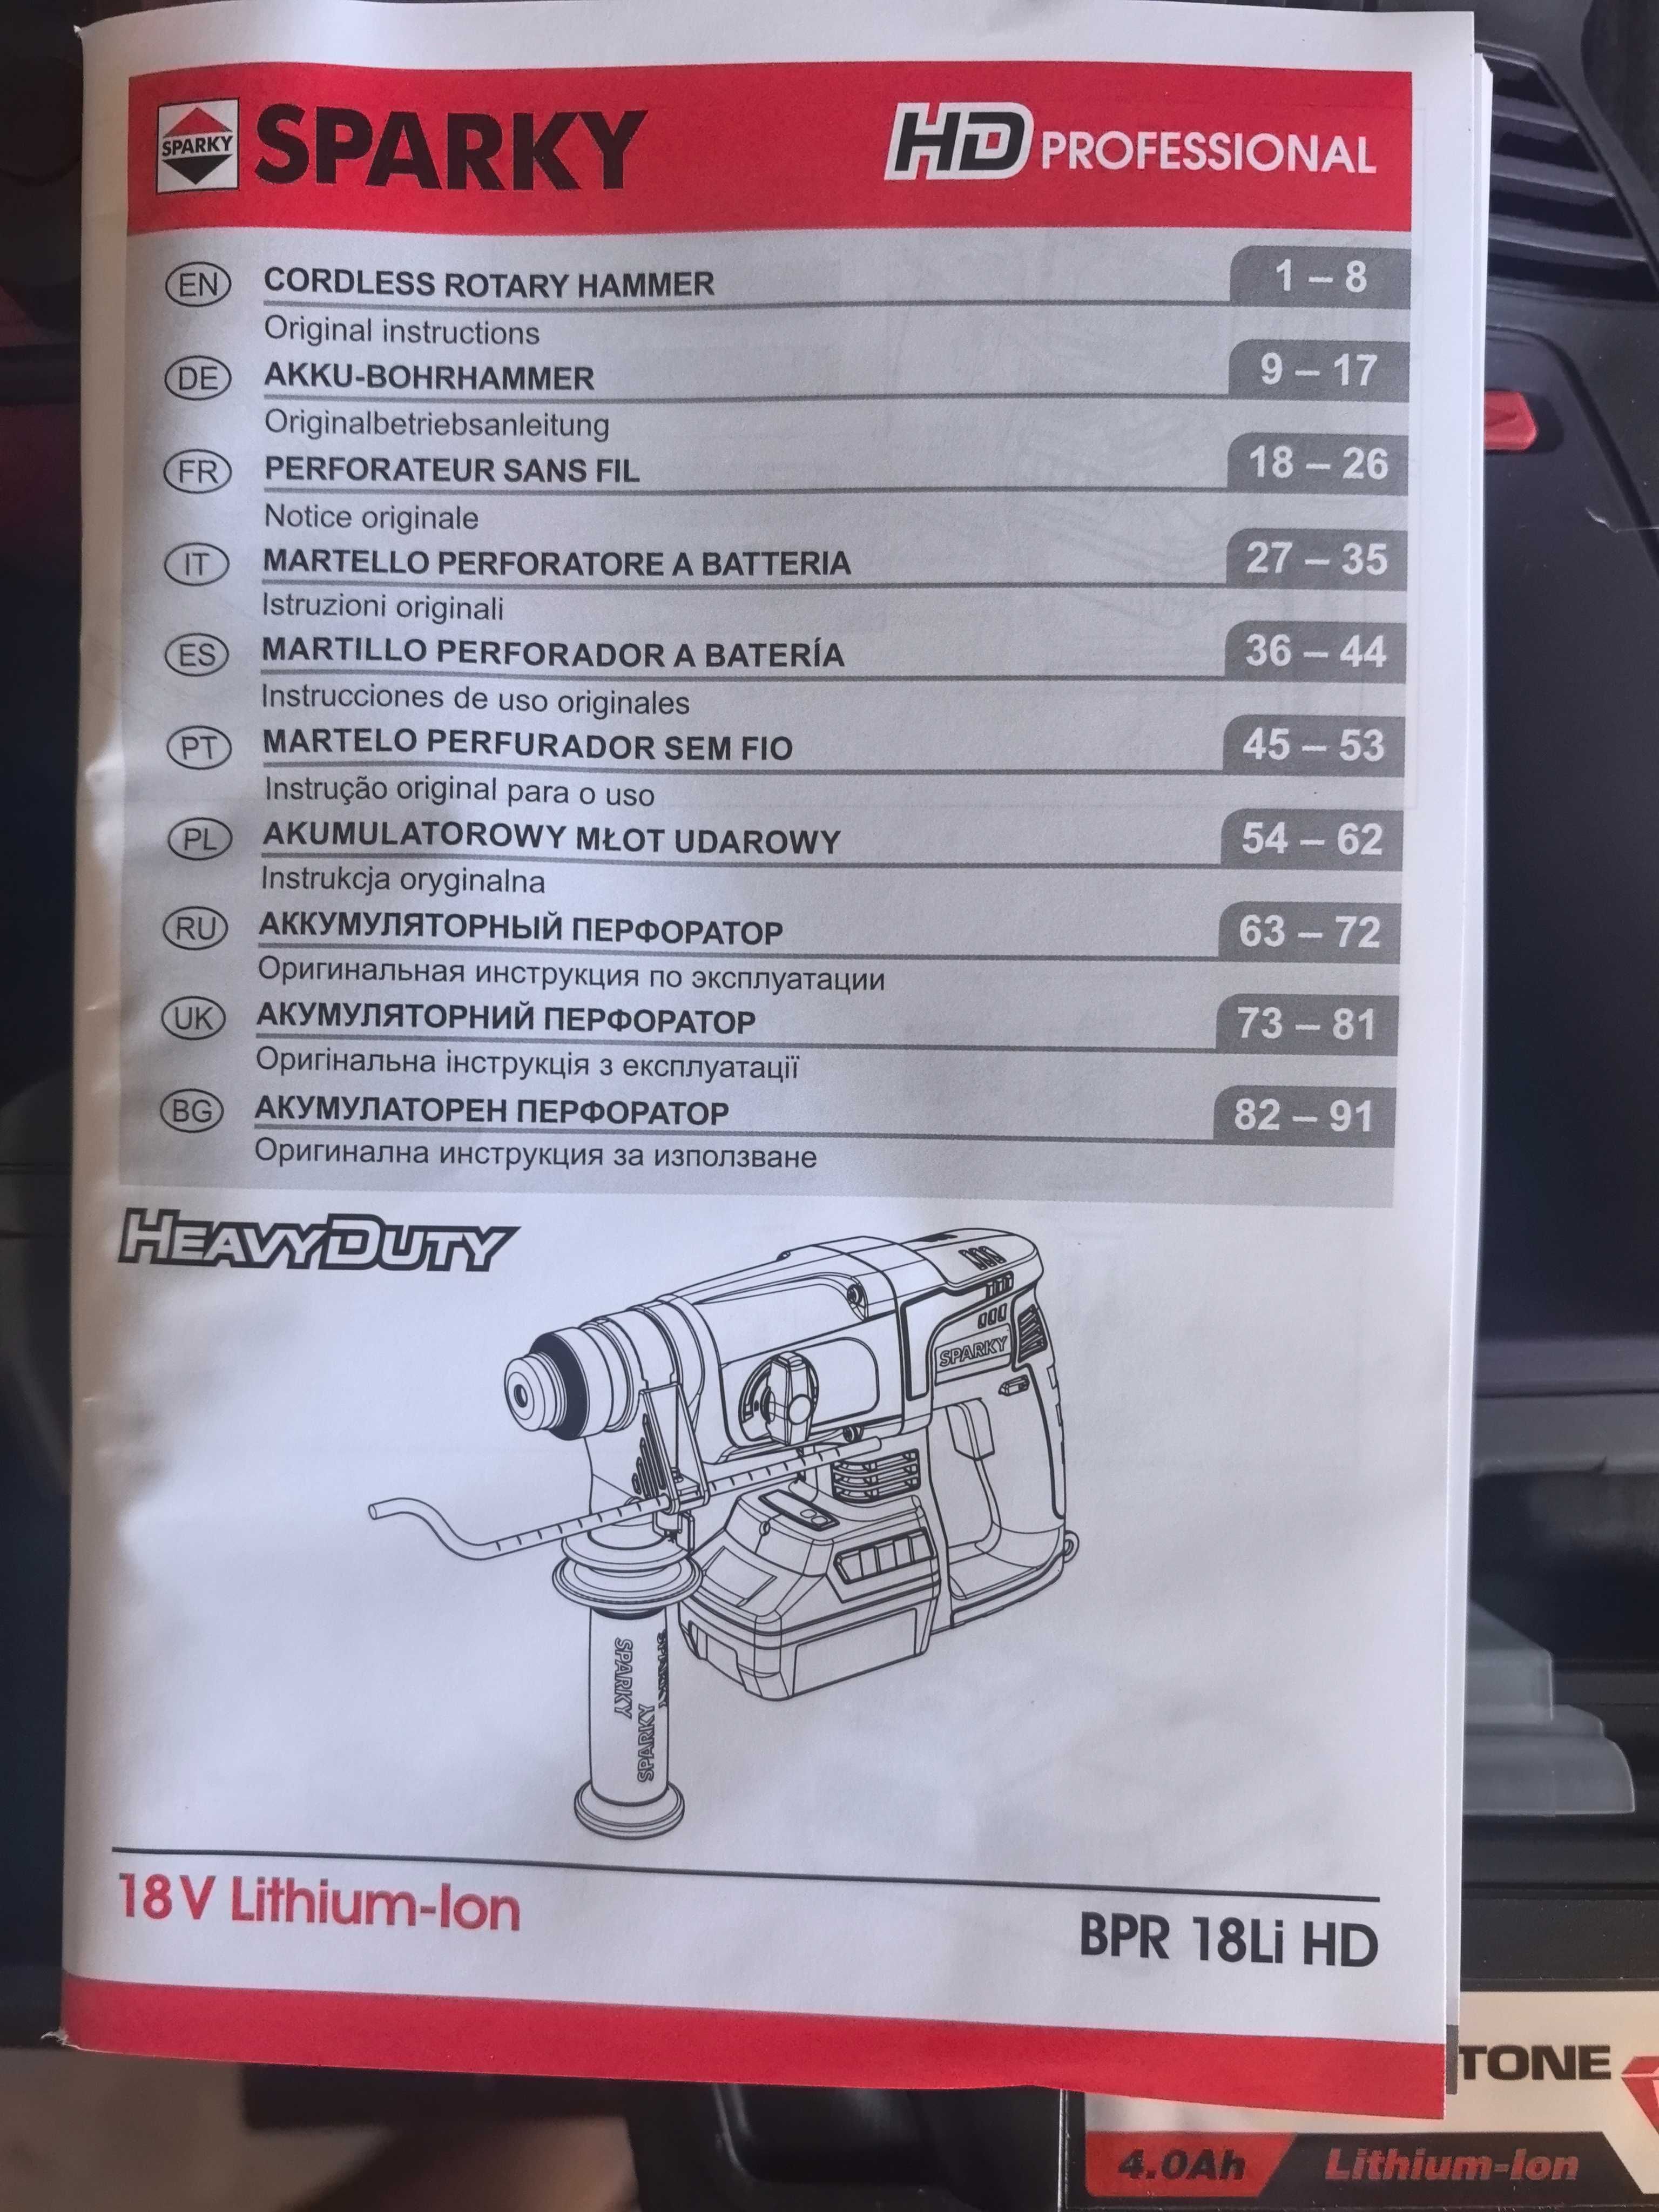 SPARKY SPARKY HD PROFESSIONAL
EN CORDLESS ROTARY HAMMER 1 – 8
Original instructions
DE AKKU-BOHRHAMMER 9 – 17
Originalbetriebsanleitung
FR PERFORATEUR SANS FIL 18 – 26
Notice originale
IT MARTELLO PERFORATORE A BATTERIA 27 – 35
Istruzioni originali
ES MARTILLO PERFORADOR A BATERÍA 36 – 44
Instrucciones de uso originales
PT MARTELO PERFURADOR SEM FIO 45 – 53
Instrução original para o uso
PL AKUMULATOROWY MŁOT UDAROWY 54 – 62
Instrukcja oryginalna
RU АККУМУЛЯТОРНЫЙ ПЕРФОРАТОР 63 – 72
Оригинальная инструкция по эксплуатации
UK АКУМУЛЯТОРНИЙ ПЕРФОРАТОР 73 – 81
Оригінальна інструкція з експлуатації
BG АКУМУЛАТОРЕН ПЕРФОРАТОР 82 – 91
Оригинална инструкция за използване
HEAVYDUTY
SPARKY
SPARKY
SPARKY
SPARKY
18V Lithium-Ion
BPR 18Li HD
TONE
4.0Ah Lithium-Ion